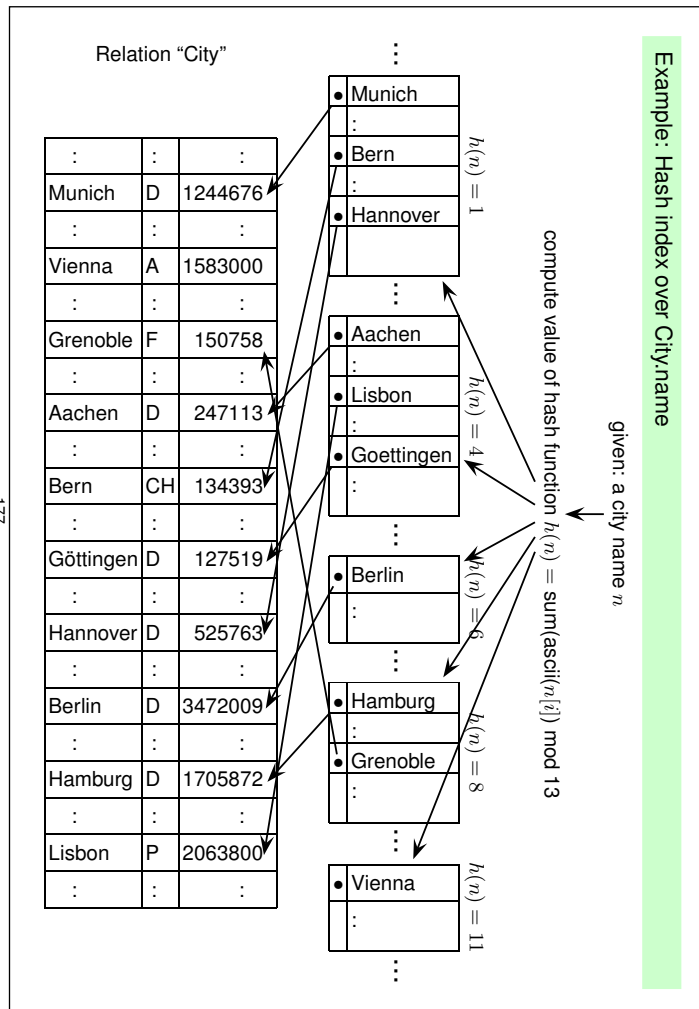 Example: Hash index over City.name
given: a city name n
compute value of hash function h(n) = sum(ascii(n[i]) mod 13
h(n) = 1
h(n) = 4
h(n) = 6
h(n) = 8
h(n) = 11
...
• Munich
:
• Bern
:
• Hannover
...
• Aachen
:
• Lisbon
:
• Goettingen
:
...
• Berlin
:
...
• Hamburg
:
• Grenoble
:
...
• Vienna
:
...
Relation “City”
: : :
Munich D 1244676
: : :
Vienna A 1583000
: : :
Grenoble F 150758
: : :
Aachen D 247113
: : :
Bern CH 134393
: : :
Göttingen D 127519
: : :
Hannover D 525763
: : :
Berlin D 3472009
: : :
Hamburg D 1705872
: : :
Lisbon P 2063800
: : :
177